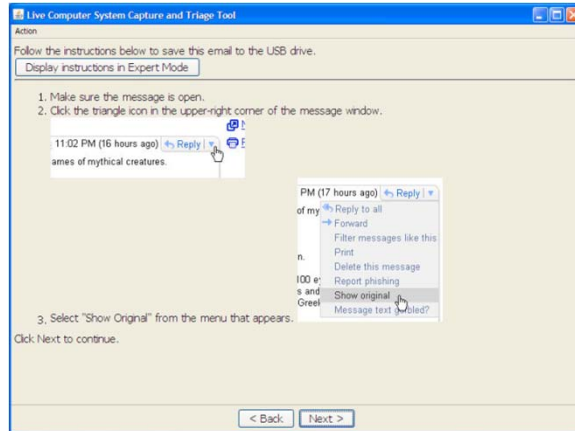 Live Computer System Capture and Triage Tool
Action
Follow the instructions below to save this email to the USB drive.
Display instructions in Expert Mode
1. Make sure the message is open.
2. Click the triangle icon in the upper-right corner of the message window.
11:02 PM (16 hours ago) Reply
ames of mythical creatures.
PM (17 hours ago) Reply
of my Reply to all
Forward
Filter messages like this
n. Print
Delete this message
100 ey Report phishing
s and Show original
Greek Message text garbled?
3. Select "Show Original" from the menu that appears.
Click Next to continue.
< Back Next >